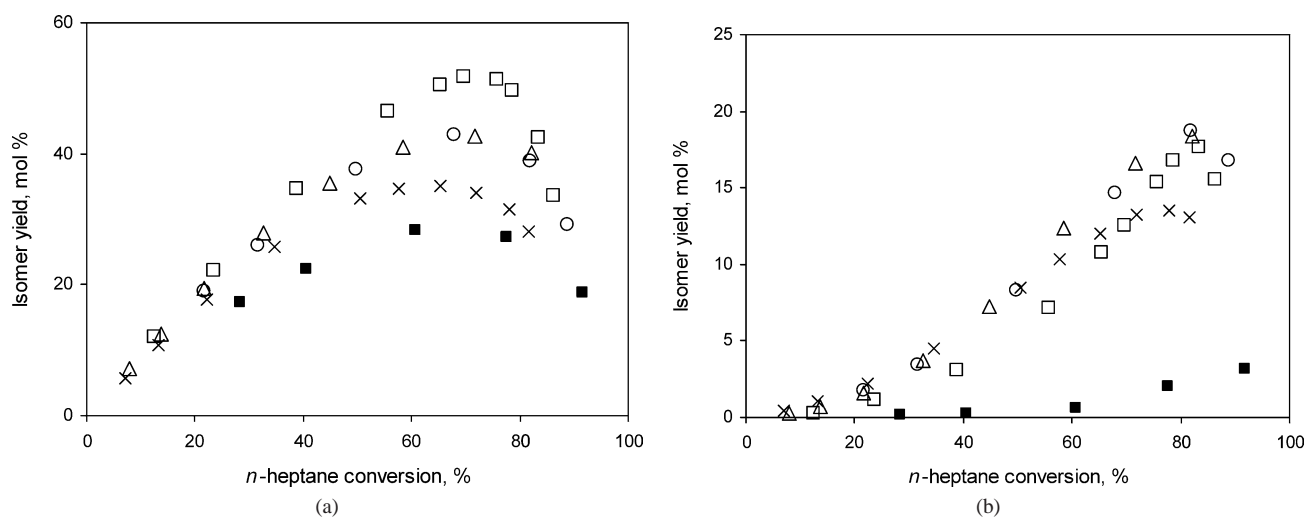 60
40
20
0
0 20 40 60 80 100
Isomer yield, mol %
n-heptane conversion, %
(a)
25
20
15
10
5
0
0 20 40 60 80 100
Isomer yield, mol %
n-heptane conversion, %
(b)